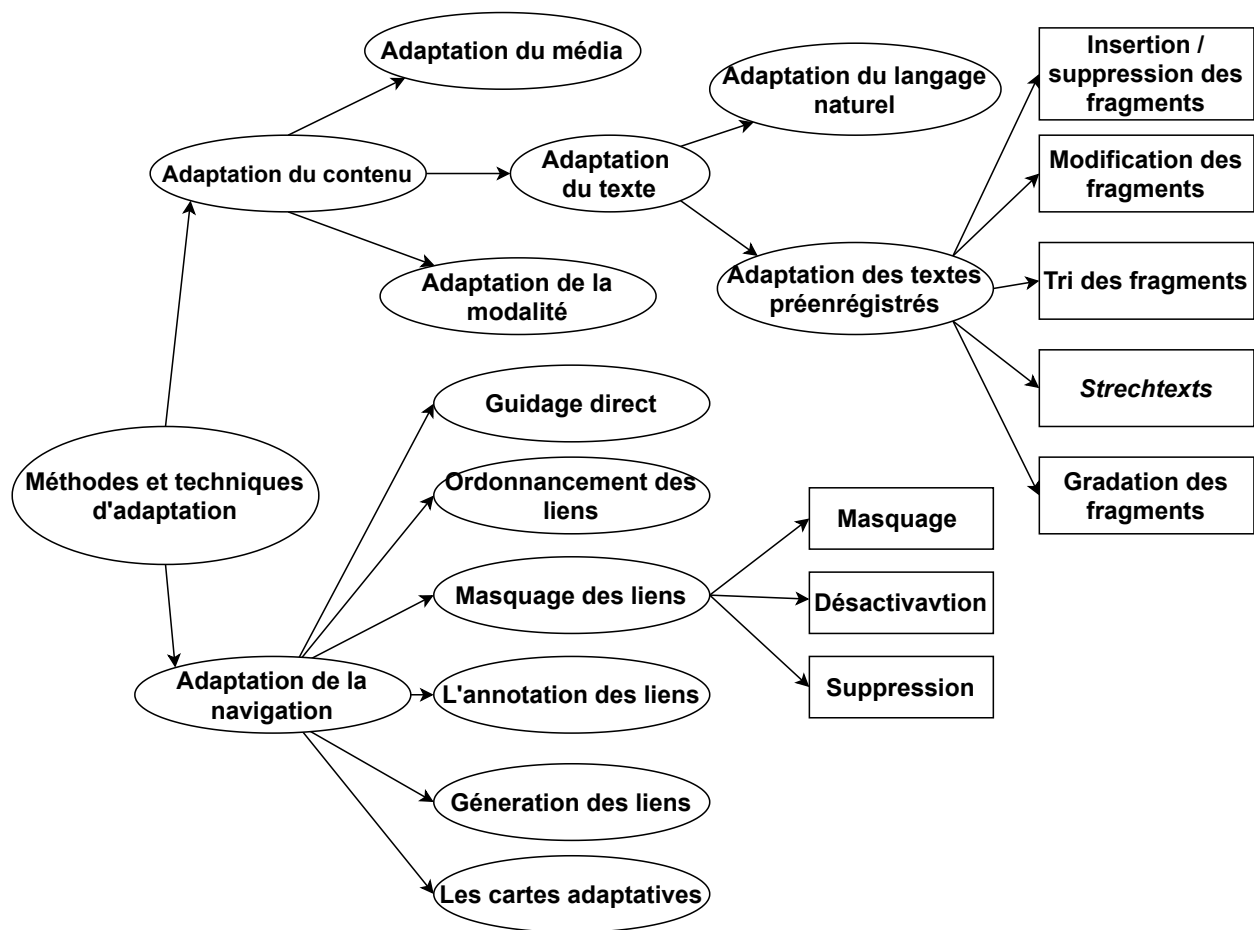 Adaptation du média
Insertion /
suppression des
fragments
Adaptation du langage
naturel
Adaptation du contenu
Adaptation
du texte
Modification des
fragments
Adaptation de la
modalité
Adaptation des textes
préenrégistrés
Tri des fragments
Strechtexts
Guidage direct
Méthodes et techniques
d'adaptation
Ordonnancement des
liens
Gradation des
fragments
Masquage
Masquage des liens
Désactivavtion
Adaptation de la
navigation
L'annotation des liens
Suppression
Géneration des liens
Les cartes adaptatives